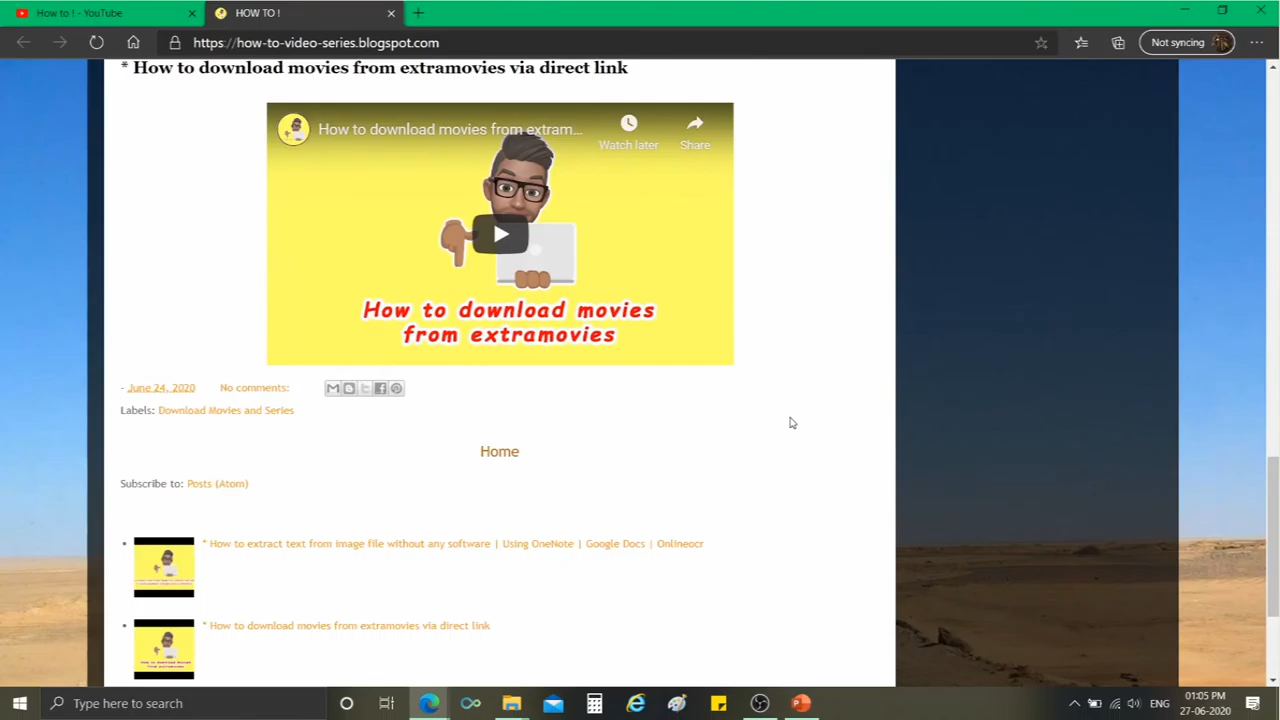 How to ! - YouTube
HOW TO !
https://how-to-video-series.blogspot.com
Not syncing
* How to download movies from extramovies via direct link
How to download movies from extram...
Watch later
Share
How to download movies
from extramovies
- June 24, 2020 No comments:
Labels: Download Movies and Series
Home
Subscribe to: Posts (Atom)
* How to extract text from image file without any software | Using OneNote | Google Docs | Onlineocr
* How to download movies from extramovies via direct link
Type here to search
ENG
01:05 PM
27-06-2020